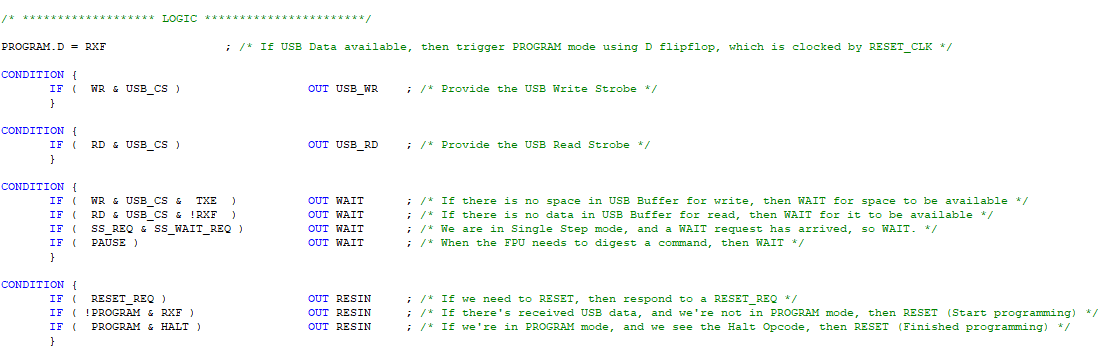 /* ******************* LOGIC ***********************/
PROGRAM.D = RXF ; /* If USB Data available, then trigger PROGRAM mode using D flipflop, which is clocked by RESET_CLK */
CONDITION {
IF ( WR & USB_CS ) OUT USB_WR ; /* Provide the USB Write Strobe */
}
CONDITION {
IF ( RD & USB_CS ) OUT USB_RD ; /* Provide the USB Read Strobe */
}
CONDITION {
IF ( WR & USB_CS & TXE ) OUT WAIT ; /* If there is no space in USB Buffer for write, then WAIT for space to be available */
IF ( RD & USB_CS & !RXF ) OUT WAIT ; /* If there is no data in USB Buffer for read, then WAIT for it to be available */
IF ( SS_REQ & SS_WAIT_REQ ) OUT WAIT ; /* We are in Single Step mode, and a WAIT request has arrived, so WAIT. */
IF ( PAUSE ) OUT WAIT ; /* When the FPU needs to digest a command, then WAIT */
}
CONDITION {
IF ( RESET_REQ ) OUT RESIN ; /* If we need to RESET, then respond to a RESET_REQ */
IF ( !PROGRAM & RXF ) OUT RESIN ; /* If there's received USB data, and we're not in PROGRAM mode, then RESET (Start programming) */
IF ( PROGRAM & HALT ) OUT RESIN ; /* If we're in PROGRAM mode, and we see the Halt Opcode, then RESET (Finished programming) */
}